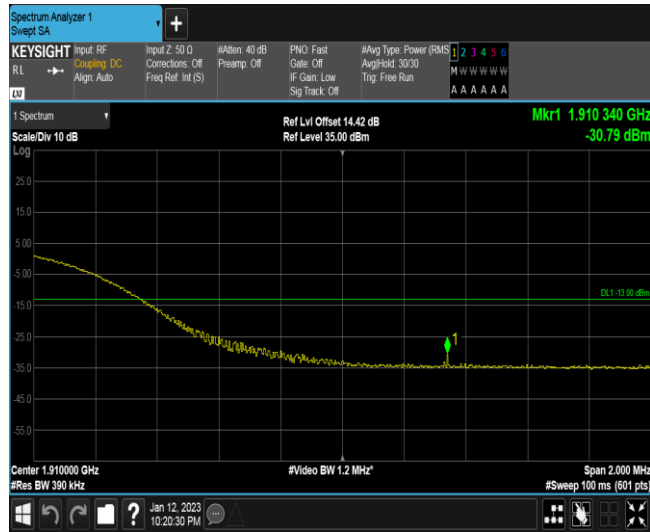 Spectrum Analyzer 1
Swept SA
+
KEYSIGHT
RL
LXI
Input: RF
Coupling: DC
Align: Auto
Input Z: 50 Ω
Corrections: Off
Freq Ref: Int (S)
#Atten: 40 dB
Preamp: Off
PNO: Fast
Gate: Off
IF Gain: Low
Sig Track: Off
#Avg Type: Power (RMS
Avg|Hold: 30/30
Trig: Free Run
1 2 3 4 5 6
M W W W W W
A A A A A A
1 Spectrum
Scale/Div 10 dB
Ref Lvl Offset 14.42 dB
Ref Level 35.00 dBm
Mkr1 1.910 340 GHz
-30.79 dBm
Log
25.0
15.0
5.00
-5.00
DL1 -13.00 dBm
-15.0
-25.0
1
-35.0
-45.0
-55.0
Center 1.910000 GHz
#Video BW 1.2 MHz*
Span 2.000 MHz
#Res BW 390 kHz
#Sweep 100 ms (601 pts)
?
Jan 12, 2023
10:20:30 PM